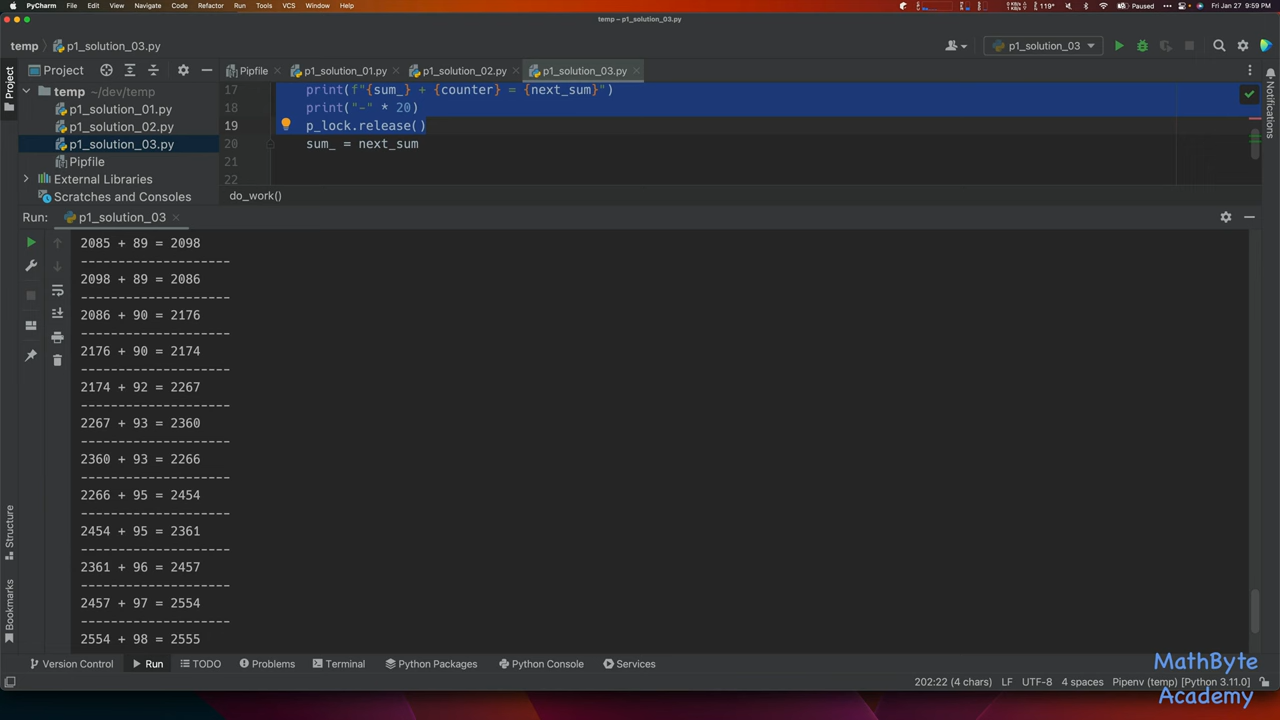 PyCharm File Edit View Navigate Code Refactor Run Tools VCS Window Help
119° Paused Fri Jan 27 9:59 PM
temp – p1_solution_03.py
temp p1_solution_03.py
p1_solution_03
Project
Pipfile p1_solution_01.py p1_solution_02.py p1_solution_03.py
temp ~/dev/temp
p1_solution_01.py
p1_solution_02.py
p1_solution_03.py
Pipfile
External Libraries
Scratches and Consoles
17 print(f"{sum_} + {counter} = {next_sum}")
18 print("-" * 20)
19 p_lock.release()
20 sum_ = next_sum
21
22
do_work()
Project
Notifications
Run: p1_solution_03
2085 + 89 = 2098
--------------------
2098 + 89 = 2086
--------------------
2086 + 90 = 2176
--------------------
2176 + 90 = 2174
--------------------
2174 + 92 = 2267
--------------------
2267 + 93 = 2360
--------------------
2360 + 93 = 2266
--------------------
2266 + 95 = 2454
--------------------
2454 + 95 = 2361
--------------------
2361 + 96 = 2457
--------------------
2457 + 97 = 2554
--------------------
2554 + 98 = 2555
Structure
Bookmarks
Version Control Run TODO Problems Terminal Python Packages Python Console Services
202:22 (4 chars) LF UTF-8 4 spaces Pipenv (temp) [Python 3.11.0]
MathByte
Academy